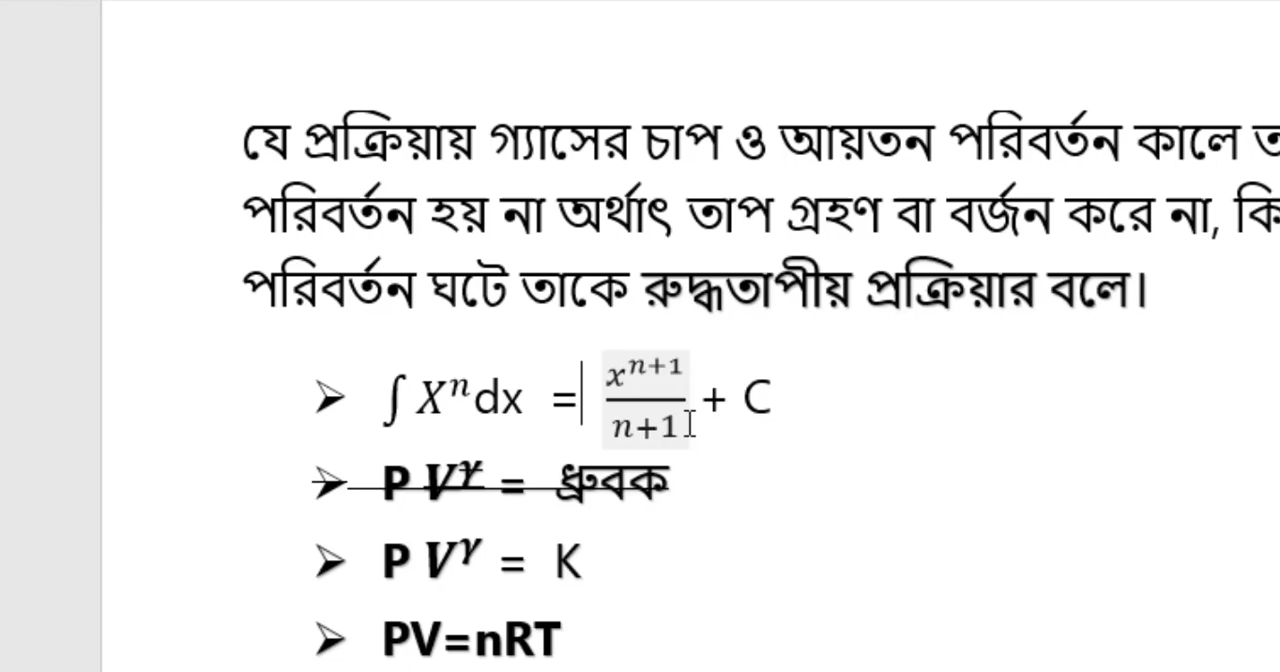 যে প্রক্রিয়ায় গ্যাসের চাপ ও আয়তন পরিবর্তন কালে
পরিবর্তন হয় না অর্থাৎ তাপ গ্রহণ বা বর্জন করে না,
পরিবর্তন ঘটে তাকে রুদ্ধতাপীয় প্রক্রিয়ার বলে।
➢ ∫ Xⁿdx = xⁿ⁺¹/n+1 + C
➢ P V^γ = ধ্রুবক
➢ P V^γ = K
➢ PV=nRT